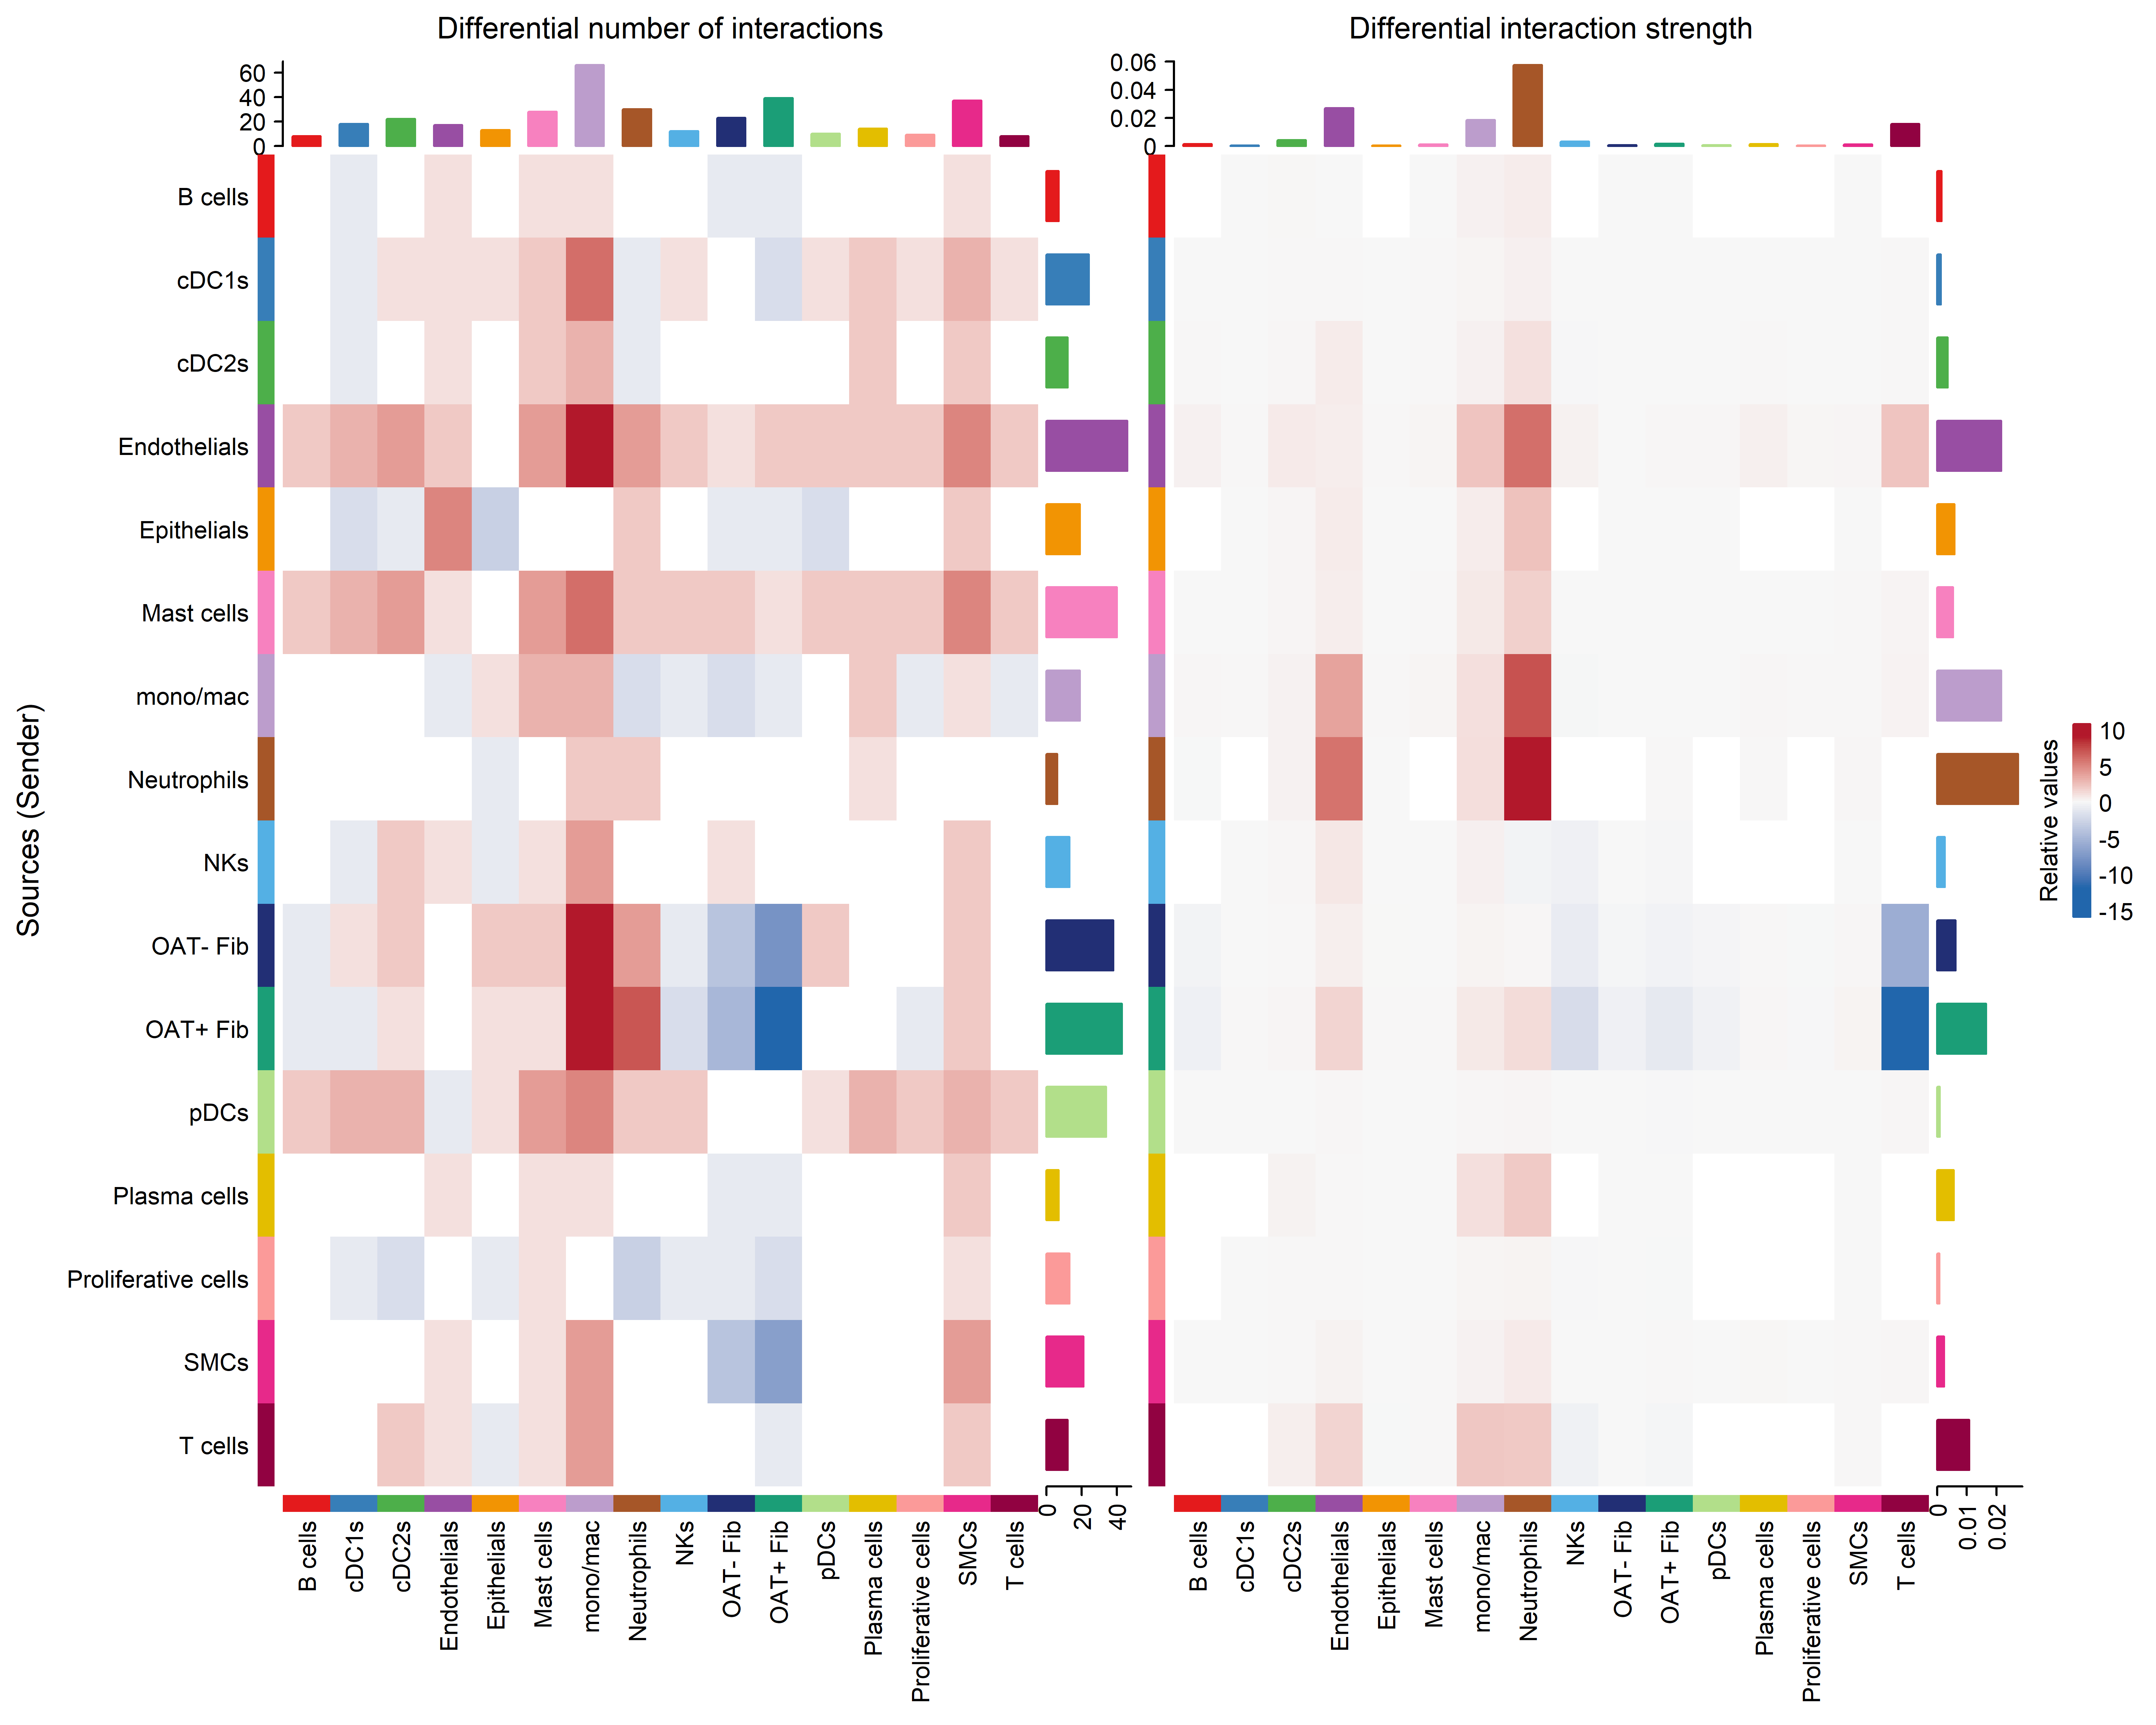 Differential number of interactions
Differential interaction strength
60
40
20
0
0.06
0.04
0.02
0
B cells
cDC1s
cDC2s
Endothelials
Epithelials
Mast cells
mono/mac
Neutrophils
NKs
OAT- Fib
OAT+ Fib
pDCs
Plasma cells
Proliferative cells
SMCs
T cells
Sources (Sender)
0
20
40
0
0.01
0.02
B cells
cDC1s
cDC2s
Endothelials
Epithelials
Mast cells
mono/mac
Neutrophils
NKs
OAT- Fib
OAT+ Fib
pDCs
Plasma cells
Proliferative cells
SMCs
T cells
B cells
cDC1s
cDC2s
Endothelials
Epithelials
Mast cells
mono/mac
Neutrophils
NKs
OAT- Fib
OAT+ Fib
pDCs
Plasma cells
Proliferative cells
SMCs
T cells
Relative values
10
5
0
-5
-10
-15